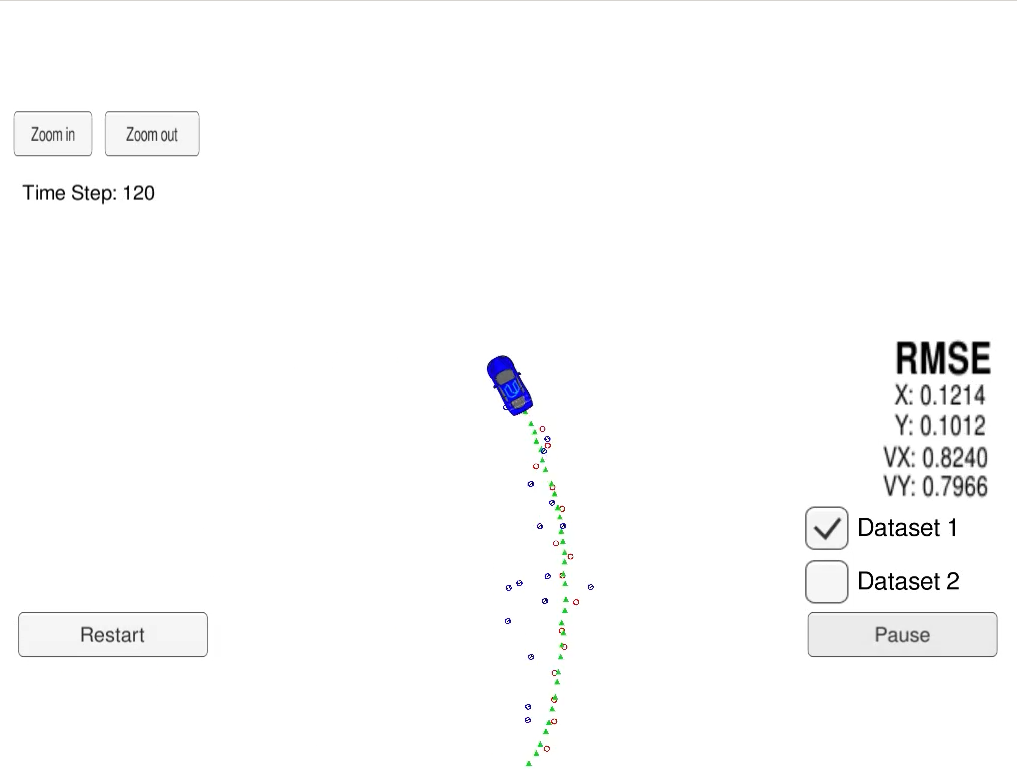 Zoom in Zoom out
Time Step: 120
RMSE
X: 0.1214
Y: 0.1012
VX: 0.8240
VY: 0.7966
Dataset 1
Dataset 2
Restart
Pause